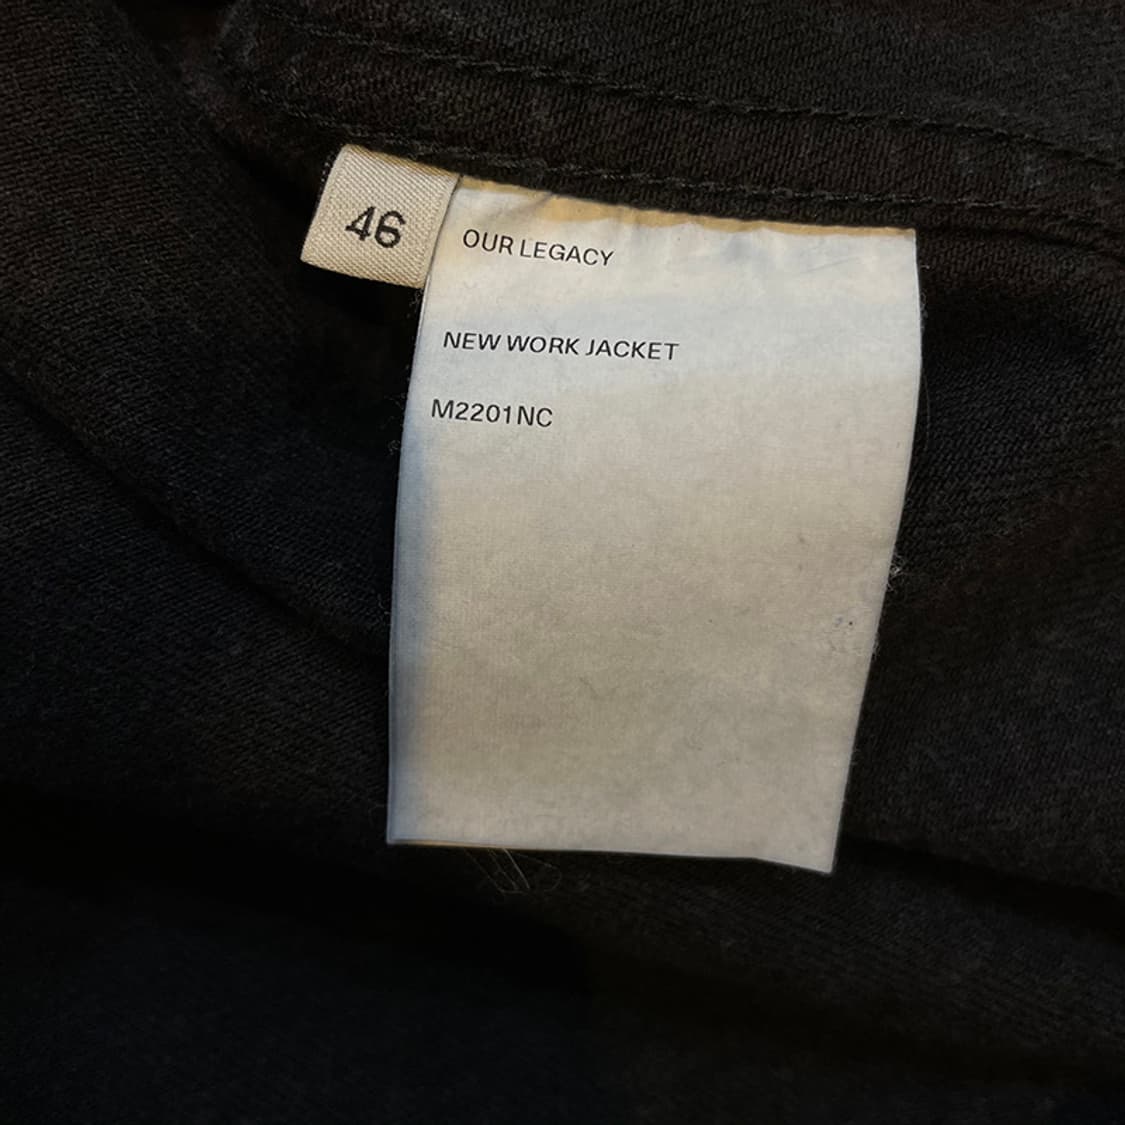 46
OUR LEGACY
NEW WORK JACKET
M2201NC